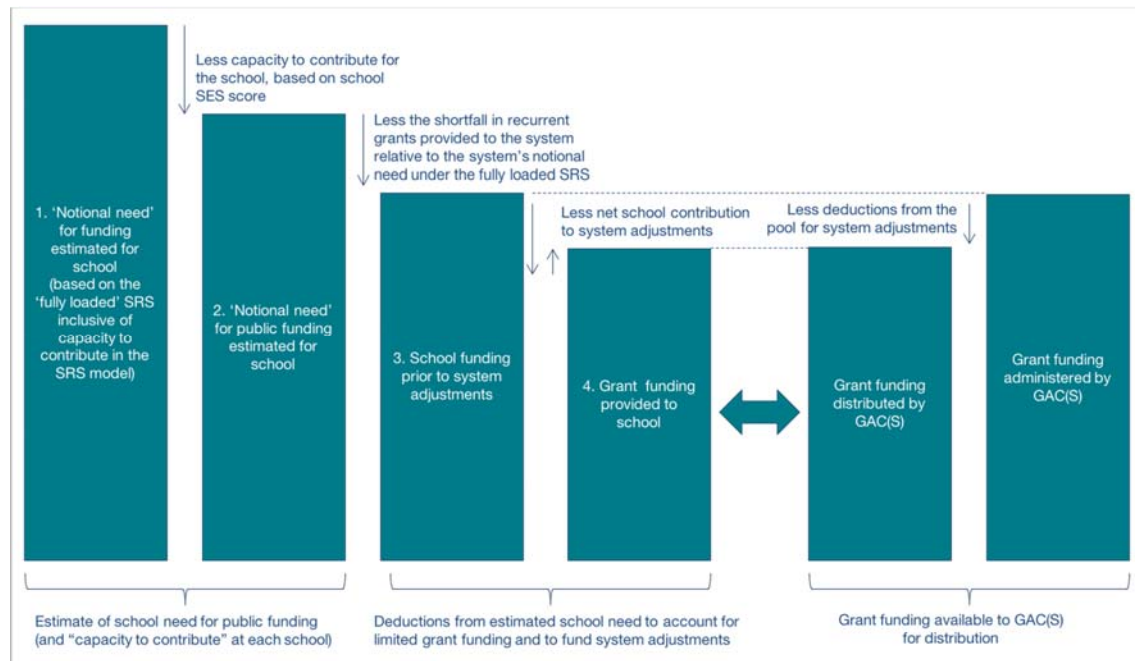 Less capacity to contribute for
the school, based on school
SES score
Less the shortfall in recurrent
grants provided to the system
relative to the system's notional
need under the fully loaded SRS
Less net school contribution
to system adjustments
Less deductions from the
pool for system adjustments
1. 'Notional need'
for funding
estimated for
school
(based on the
'fully loaded' SRS
inclusive of
capacity to
contribute in the
SRS model)
2. 'Notional need'
for public funding
estimated for
school
3. School funding
prior to system
adjustments
4. Grant funding
provided to
school
Grant funding
distributed by
GAC(S)
Grant funding
administered by
GAC(S)
Estimate of school need for public funding
(and "capacity to contribute" at each school)
Deductions from estimated school need to account for
limited grant funding and to fund system adjustments
Grant funding available to GAC(S)
for distribution